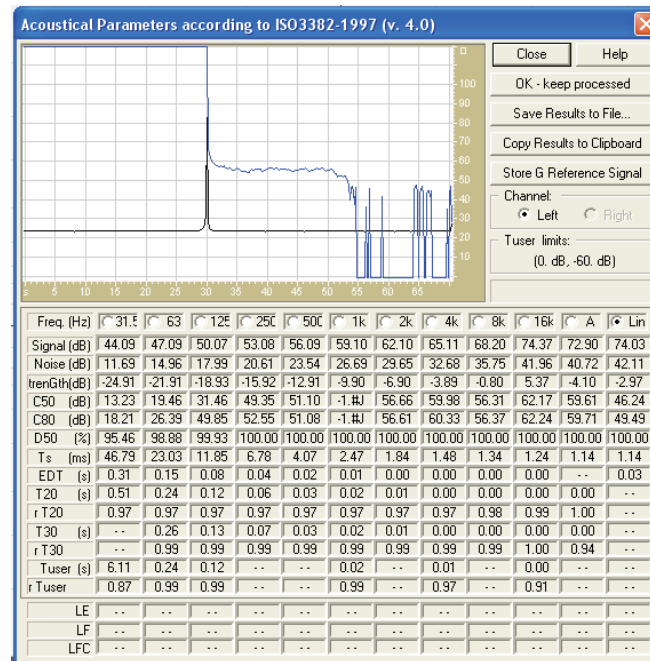 Acoustical Parameters according to ISO3382-1997 (v. 4.0)
Close Help
OK - keep processed
Save Results to File...
Copy Results to Clipboard
Store G Reference Signal
Channel:
Left Right
Tuser limits:
(0. dB, -60. dB)
100
90
80
70
60
50
40
30
20
10
s 5 10 15 20 25 30 35 40 45 50 55 60 65
Freq. (Hz) 31.5 63 125 250 500 1k 2k 4k 8k 16k A Lin
Signal (dB) 44.09 47.09 50.07 53.08 56.09 59.10 62.10 65.11 68.20 74.37 72.90 74.03
Noise (dB) 11.69 14.96 17.99 20.61 23.54 26.69 29.65 32.68 35.75 41.96 40.72 42.11
trenGth(dB) -24.91 -21.91 -18.93 -15.92 -12.91 -9.90 -6.90 -3.89 -0.80 5.37 -4.10 -2.97
C50 (dB) 13.23 19.46 31.46 49.35 51.10 -1.#J 56.66 59.98 56.31 62.17 59.61 46.24
C80 (dB) 18.21 26.39 49.85 52.55 51.08 -1.#J 56.61 60.33 56.37 62.24 59.71 49.49
D50 (%) 95.46 98.88 99.93 100.00 100.00 100.00 100.00 100.00 100.00 100.00 100.00 100.00
Ts (ms) 46.79 23.03 11.85 6.78 4.07 2.47 1.84 1.48 1.34 1.24 1.14 1.14
EDT (s) 0.31 0.15 0.08 0.04 0.02 0.01 0.00 0.00 0.00 0.00 -- 0.03
T20 (s) 0.51 0.24 0.12 0.06 0.03 0.02 0.01 0.00 0.00 0.00 0.00 --
r T20 0.97 0.97 0.97 0.97 0.97 0.97 0.97 0.97 0.98 0.99 1.00 --
T30 (s) -- 0.26 0.13 0.07 0.03 0.02 0.01 0.00 0.00 0.00 0.00 --
r T30 -- 0.99 0.99 0.99 0.99 0.99 0.99 0.99 0.99 1.00 0.94 --
Tuser (s) 6.11 0.24 0.12 -- -- 0.02 -- 0.01 -- 0.00 -- --
r Tuser 0.87 0.99 0.99 -- -- 0.99 -- 0.97 -- 0.91 -- --
LE -- -- -- -- -- -- -- -- -- -- -- --
LF -- -- -- -- -- -- -- -- -- -- -- --
LFC -- -- -- -- -- -- -- -- -- -- -- --